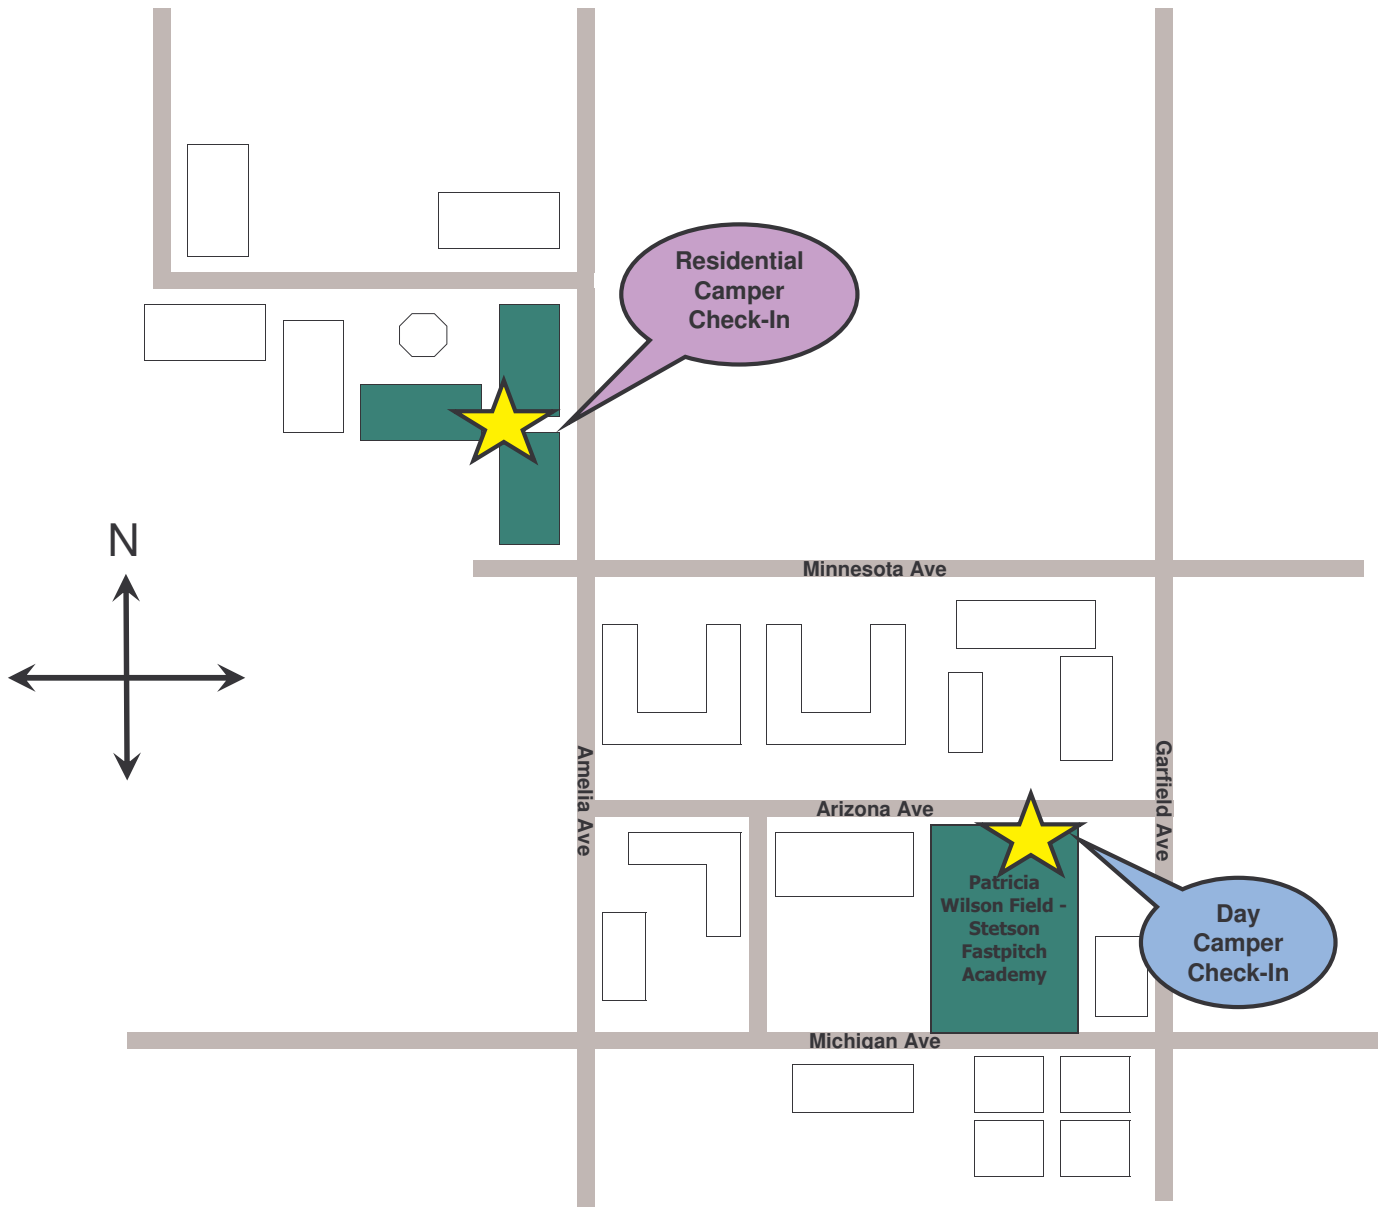 Residential
Camper
Check-In
N
Minnesota Ave
Amelia Ave
Garfield Ave
Arizona Ave
Patricia
Wilson Field -
Stetson
Fastpitch
Academy
Day
Camper
Check-In
Michigan Ave